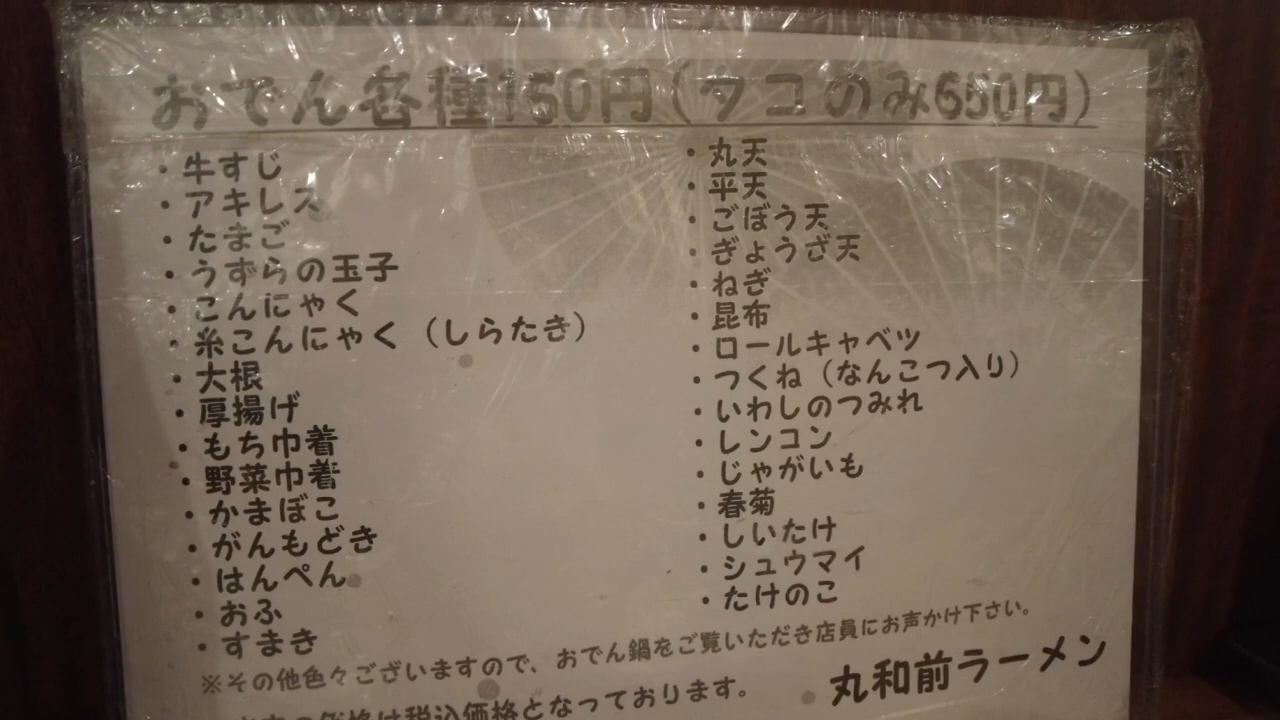 おでん各種150円(タコのみ650円)
・牛すじ
・アキレス
・たまご
・うずらの玉子
・こんにゃく
・糸こんにゃく（しらたき）
・大根
・厚揚げ
・もち巾着
・野菜巾着
・かまぼこ
・がんもどき
・はんぺん
・おふ
・すまき
・丸天
・平天
・ごぼう天
・ぎょうざ天
・ねぎ
・昆布
・ロールキャベツ
・つくね（なんこつ入り）
・いわしのつみれ
・レンコン
・じゃがいも
・春菊
・しいたけ
・シュウマイ
・たけのこ
※その他色々ございますので、おでん鍋をご覧いただき店員にお声かけ下さい。
の価格は税込価格となっております。
丸和前ラーメン